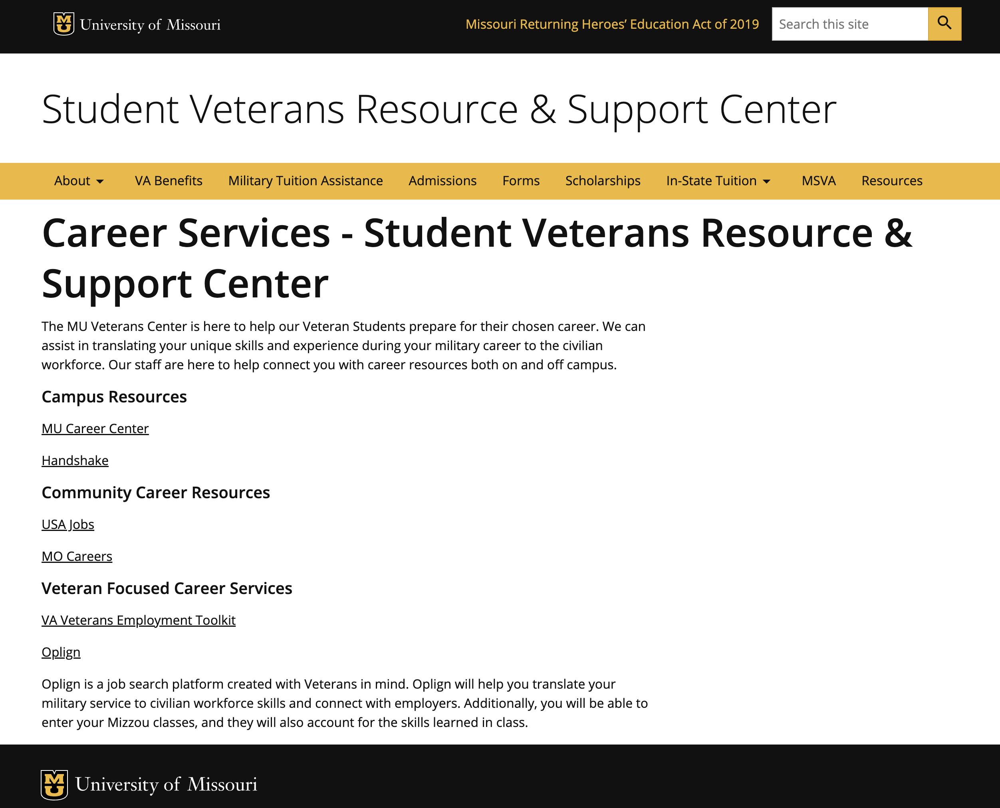 University of Missouri
Missouri Returning Heroes’ Education Act of 2019
Search this site
Student Veterans Resource & Support Center
About VA Benefits Military Tuition Assistance Admissions Forms Scholarships In-State Tuition MSVA Resources
Career Services - Student Veterans Resource &
Support Center
The MU Veterans Center is here to help our Veteran Students prepare for their chosen career. We can
assist in translating your unique skills and experience during your military career to the civilian
workforce. Our staff are here to help connect you with career resources both on and off campus.
Campus Resources
MU Career Center
Handshake
Community Career Resources
USA Jobs
MO Careers
Veteran Focused Career Services
VA Veterans Employment Toolkit
Oplign
Oplign is a job search platform created with Veterans in mind. Oplign will help you translate your
military service to civilian workforce skills and connect with employers. Additionally, you will be able to
enter your Mizzou classes, and they will also account for the skills learned in class.
University of Missouri